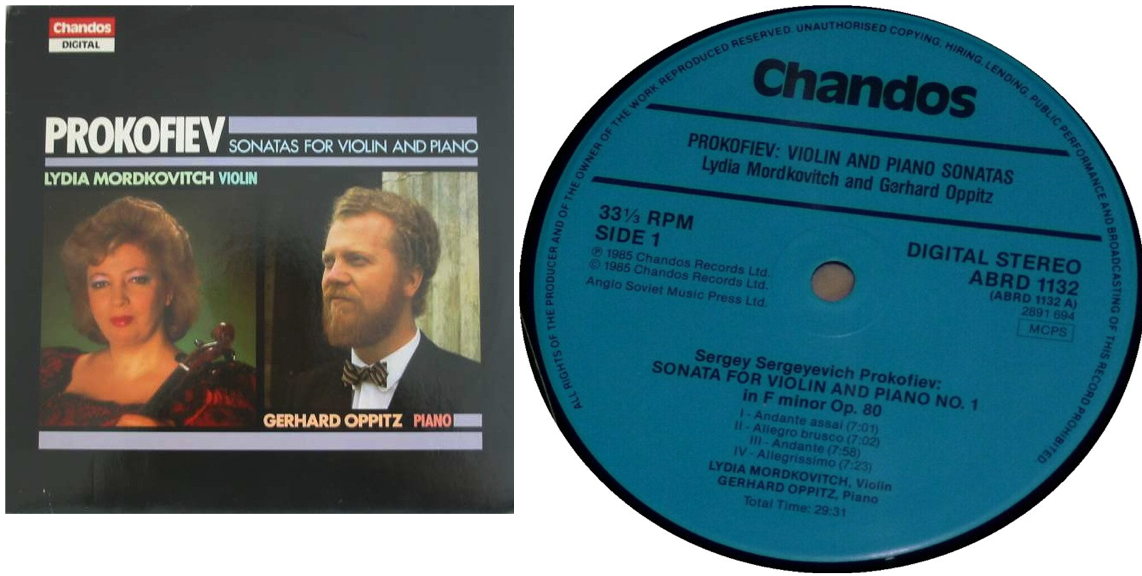 Chandos
DIGITAL
PROKOFIEV
SONATAS FOR VIOLIN AND PIANO
LYDIA MORDKOVITCH VIOLIN
GERHARD OPPITZ PIANO
ALL RIGHTS OF THE PRODUCER AND OF THE OWNER OF THE WORK REPRODUCED RESERVED. UNAUTHORISED COPYING, HIRING, LENDING, PUBLIC PERFORMANCE AND BROADCASTING OF THIS RECORD PROHIBITED
Chandos
PROKOFIEV: VIOLIN AND PIANO SONATAS
Lydia Mordkovitch and Garhard Oppitz
33⅓ RPM
SIDE 1
℗ 1985 Chandos Records Ltd.
© 1985 Chandos Records Ltd.
Anglo Soviet Music Press Ltd.
DIGITAL STEREO
ABRD 1132
(ABRD 1132 A)
2891 694
MCPS
Sergey Sergeyevich Prokofiev:
SONATA FOR VIOLIN AND PIANO NO. 1
in F minor Op. 80
I - Andante assai (7:01)
II - Allegro brusco (7:02)
III - Andante (7:58)
IV - Allegrissimo (7:23)
LYDIA MORDKOVITCH, Violin
GERHARD OPPITZ, Piano
Total Time: 29:31